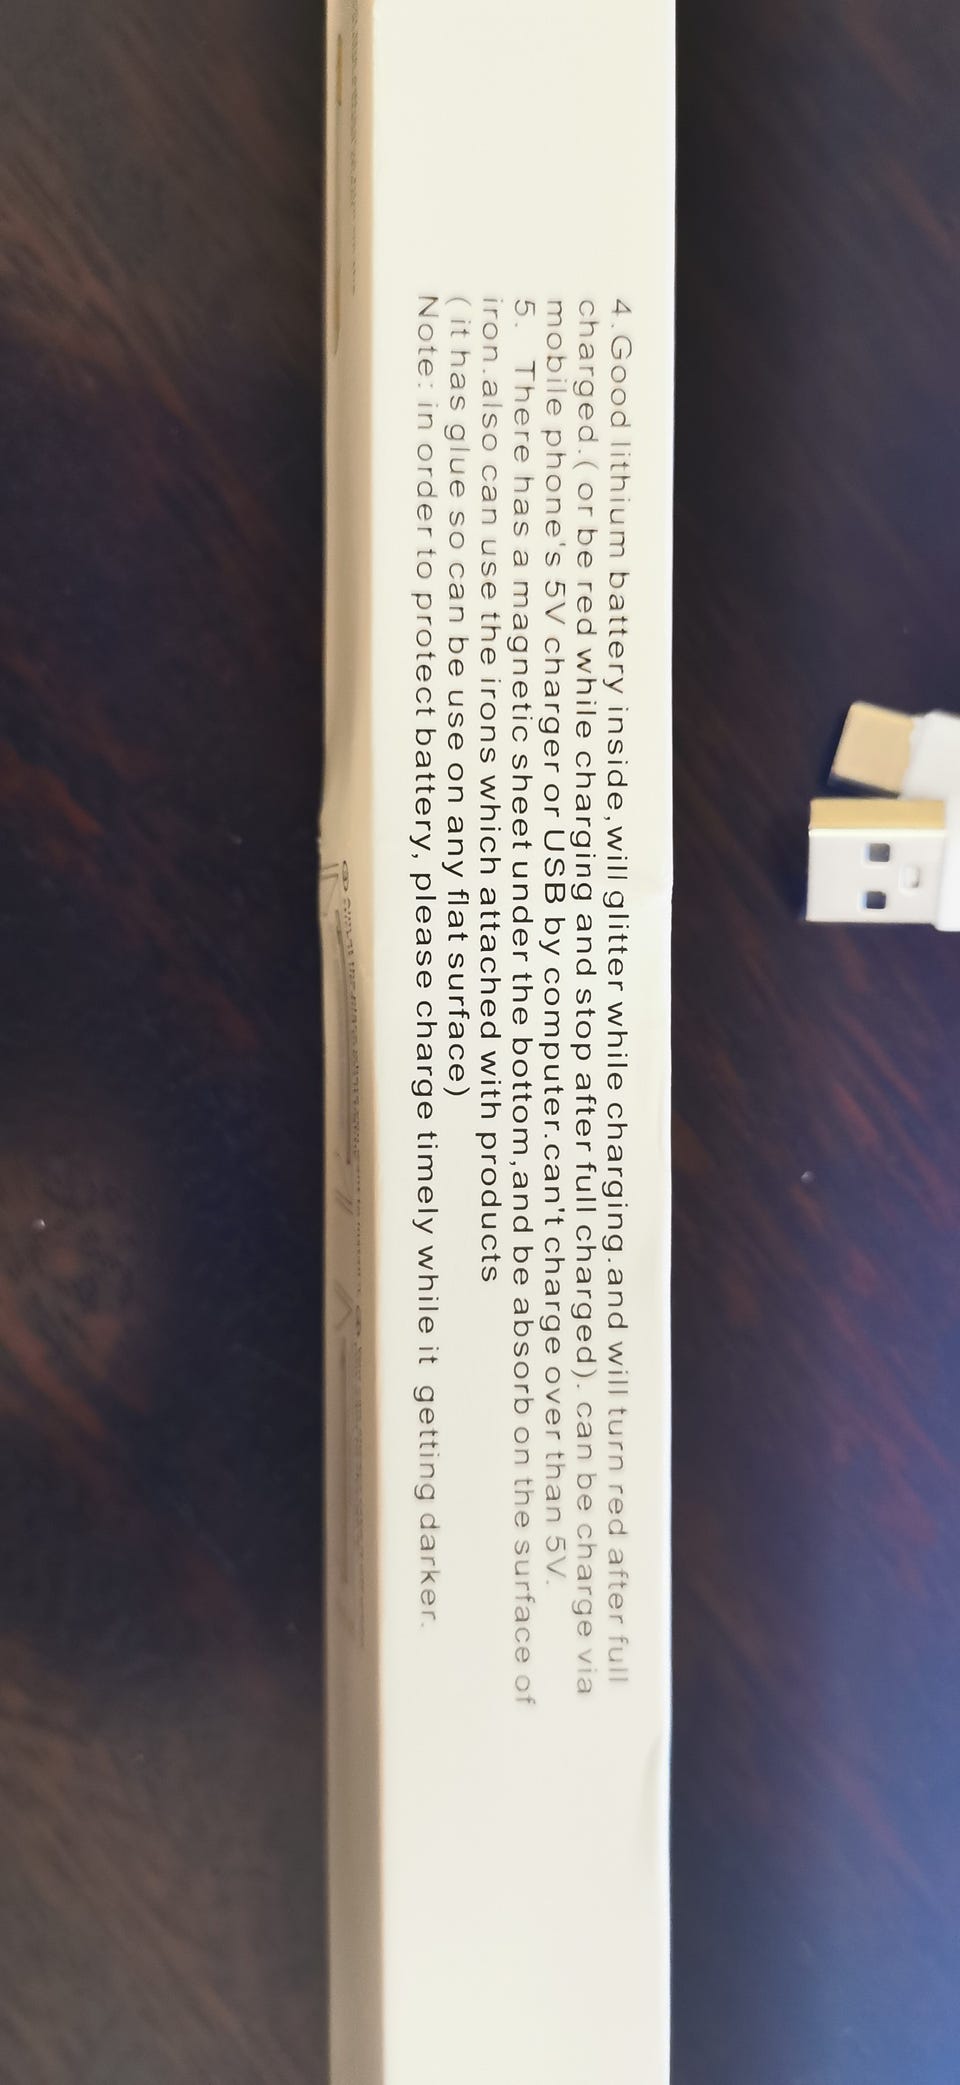 4.Good lithium battery inside,will glitter while charging.and will turn red after full
charged.( or be red while charging and stop after full charged). can be charge via
mobile phone's 5V charger or USB by computer.can't charge over than 5V.
5. There has a magnetic sheet under the bottom,and be absorb on the surface of
iron.also can use the irons which attached with products
( it has glue so can be use on any flat surface)
Note: in order to protect battery, please charge timely while it getting darker.